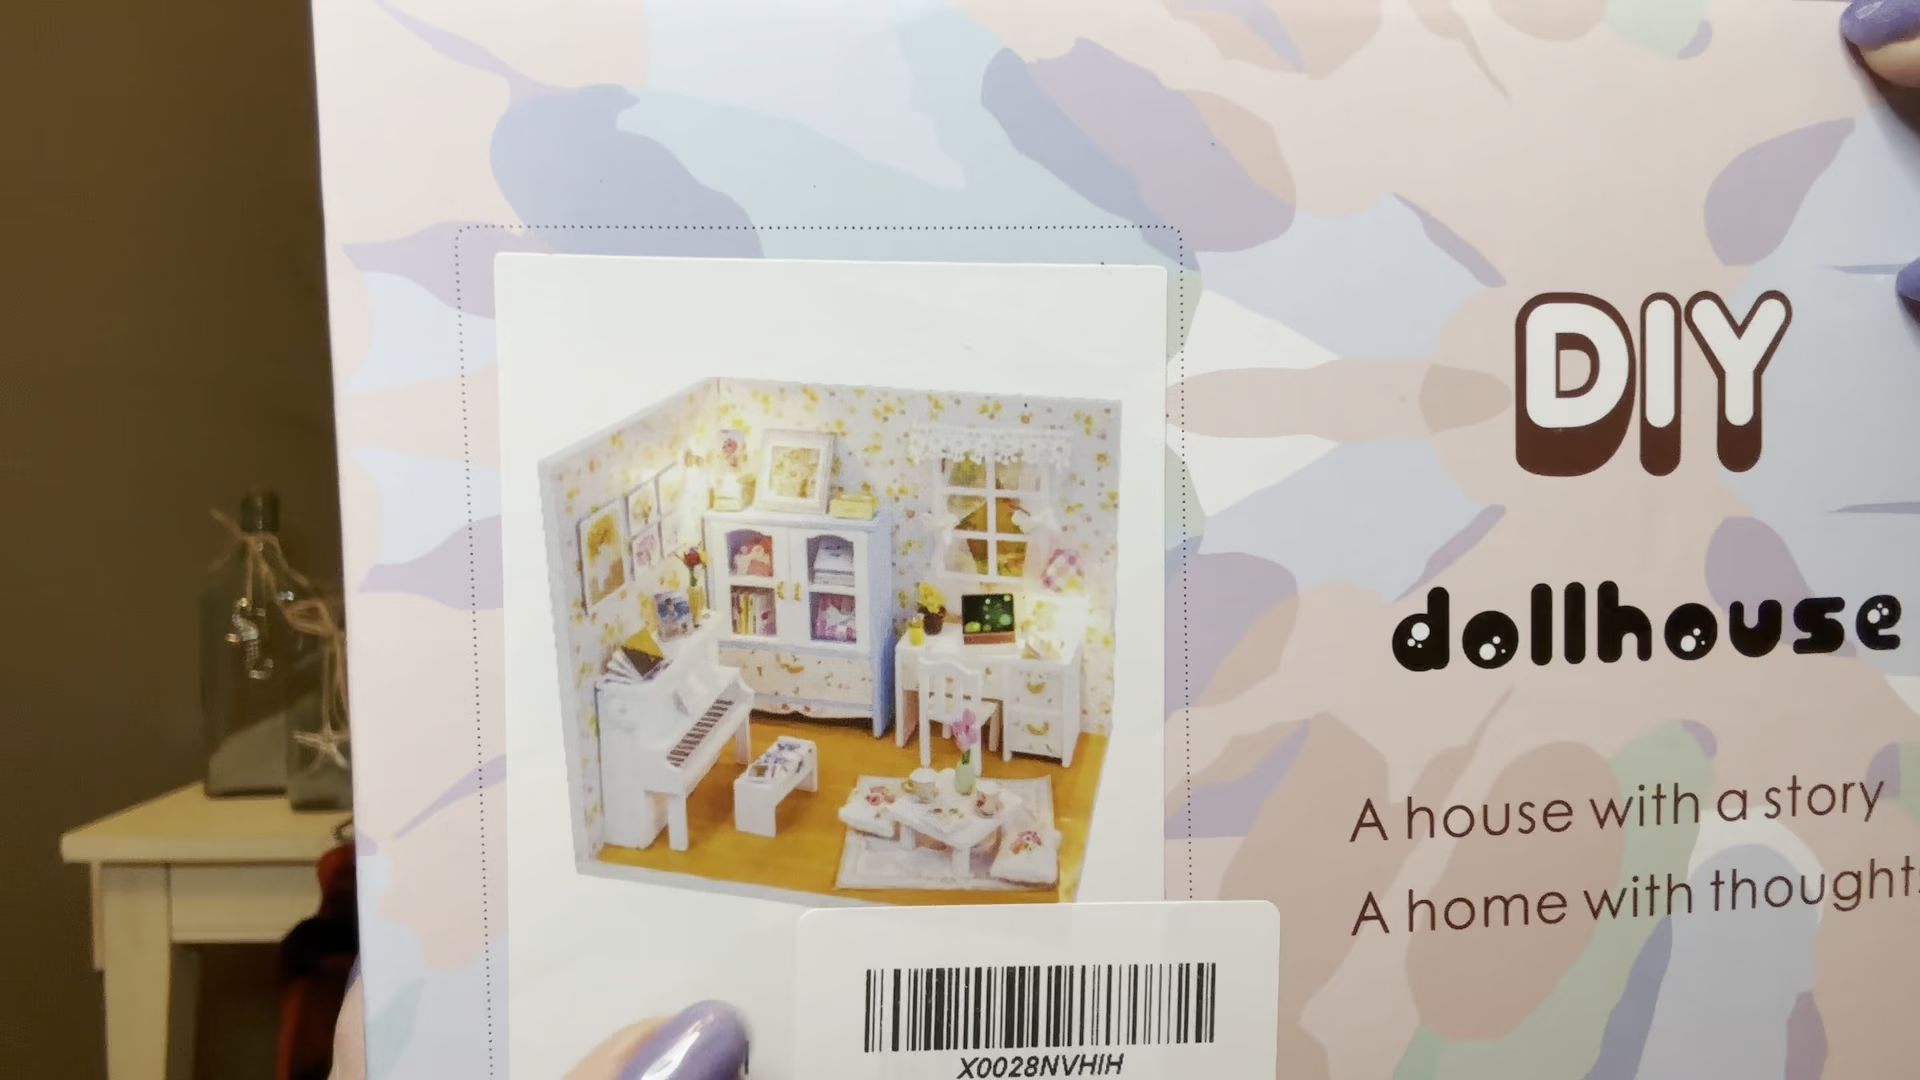 DIY
dollhouse
A house with a story
A home with thought
X0028NVHIH